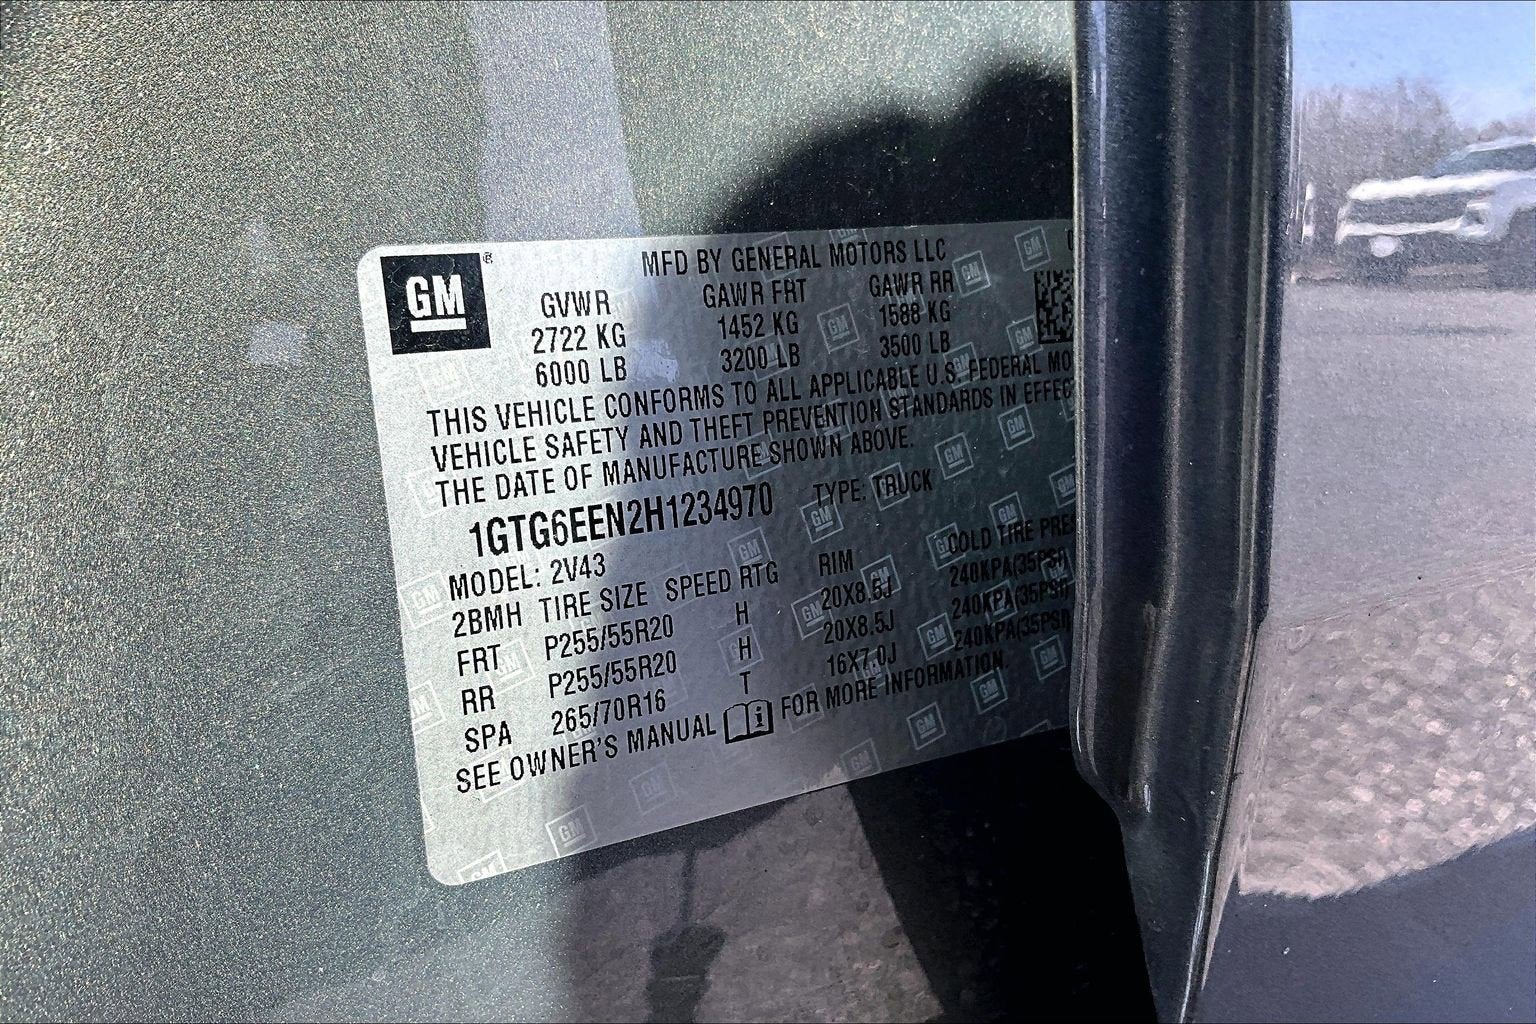 GM
MFD BY GENERAL MOTORS LLC
GVWR GAWR FRT GAWR RR
2722 KG 1452 KG 1588 KG
6000 LB 3200 LB 3500 LB
THIS VEHICLE CONFORMS TO ALL APPLICABLE U.S. FEDERAL MO
VEHICLE SAFETY AND THEFT PREVENTION STANDARDS IN EFFEC
THE DATE OF MANUFACTURE SHOWN ABOVE.
1GTG6EEN2H1234970 TYPE: TRUCK
MODEL: 2V43
2BMH TIRE SIZE SPEED RTG RIM COLD TIRE PRES
FRT P255/55R20 H 20X8.5J 240KPA(35PSI)
RR P255/55R20 H 20X8.5J 240KPA(35PSI)
SPA 265/70R16 T 16X7.0J 240KPA(35PSI)
SEE OWNER'S MANUAL FOR MORE INFORMATION.